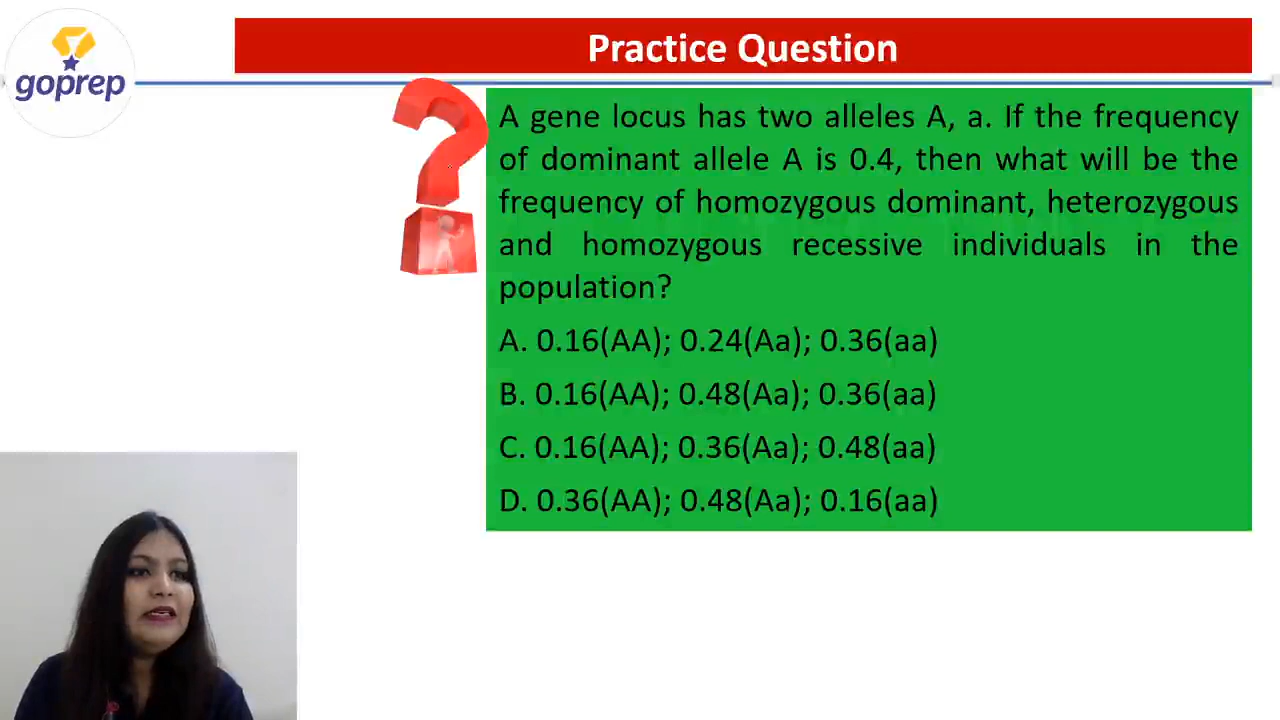 goprep
Practice Question
A gene locus has two alleles A, a. If the frequency
of dominant allele A is 0.4, then what will be the
frequency of homozygous dominant, heterozygous
and homozygous recessive individuals in the
population?
A. 0.16(AA); 0.24(Aa); 0.36(aa)
B. 0.16(AA); 0.48(Aa); 0.36(aa)
C. 0.16(AA); 0.36(Aa); 0.48(aa)
D. 0.36(AA); 0.48(Aa); 0.16(aa)